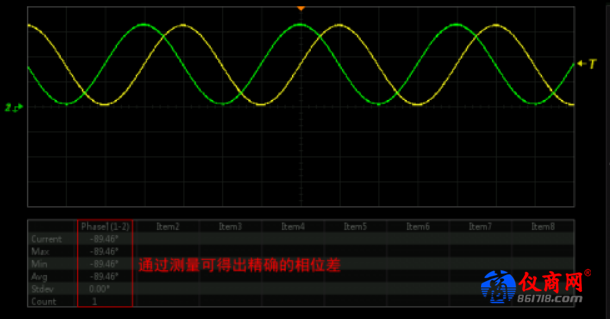 T
2
Phase1(1-2) Item2 Item3 Item4 Item5 Item6 Item7 Item8
Current -89.46°
Max -89.46°
Min -89.46°
Avg -89.46°
Stdev 0.00°
Count 1
通过测量可得出精确的相位差
仪商网®
861718.com